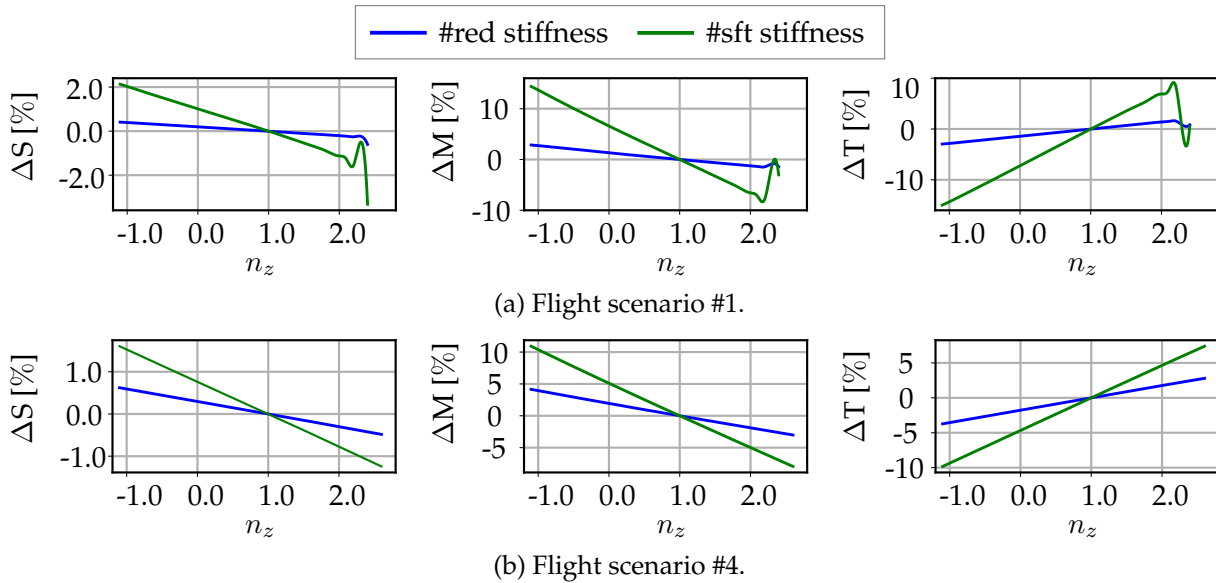 #red stiffness #sft stiffness
ΔS [%] 2.0 0.0 -2.0
-1.0 0.0 1.0 2.0
n_z
ΔM [%] 10 0 -10
-1.0 0.0 1.0 2.0
n_z
ΔT [%] 10 0 -10
-1.0 0.0 1.0 2.0
n_z
(a) Flight scenario #1.
ΔS [%] 1.0 0.0 -1.0
-1.0 0.0 1.0 2.0
n_z
ΔM [%] 10 5 0 -5
-1.0 0.0 1.0 2.0
n_z
ΔT [%] 5 0 -5 -10
-1.0 0.0 1.0 2.0
n_z
(b) Flight scenario #4.